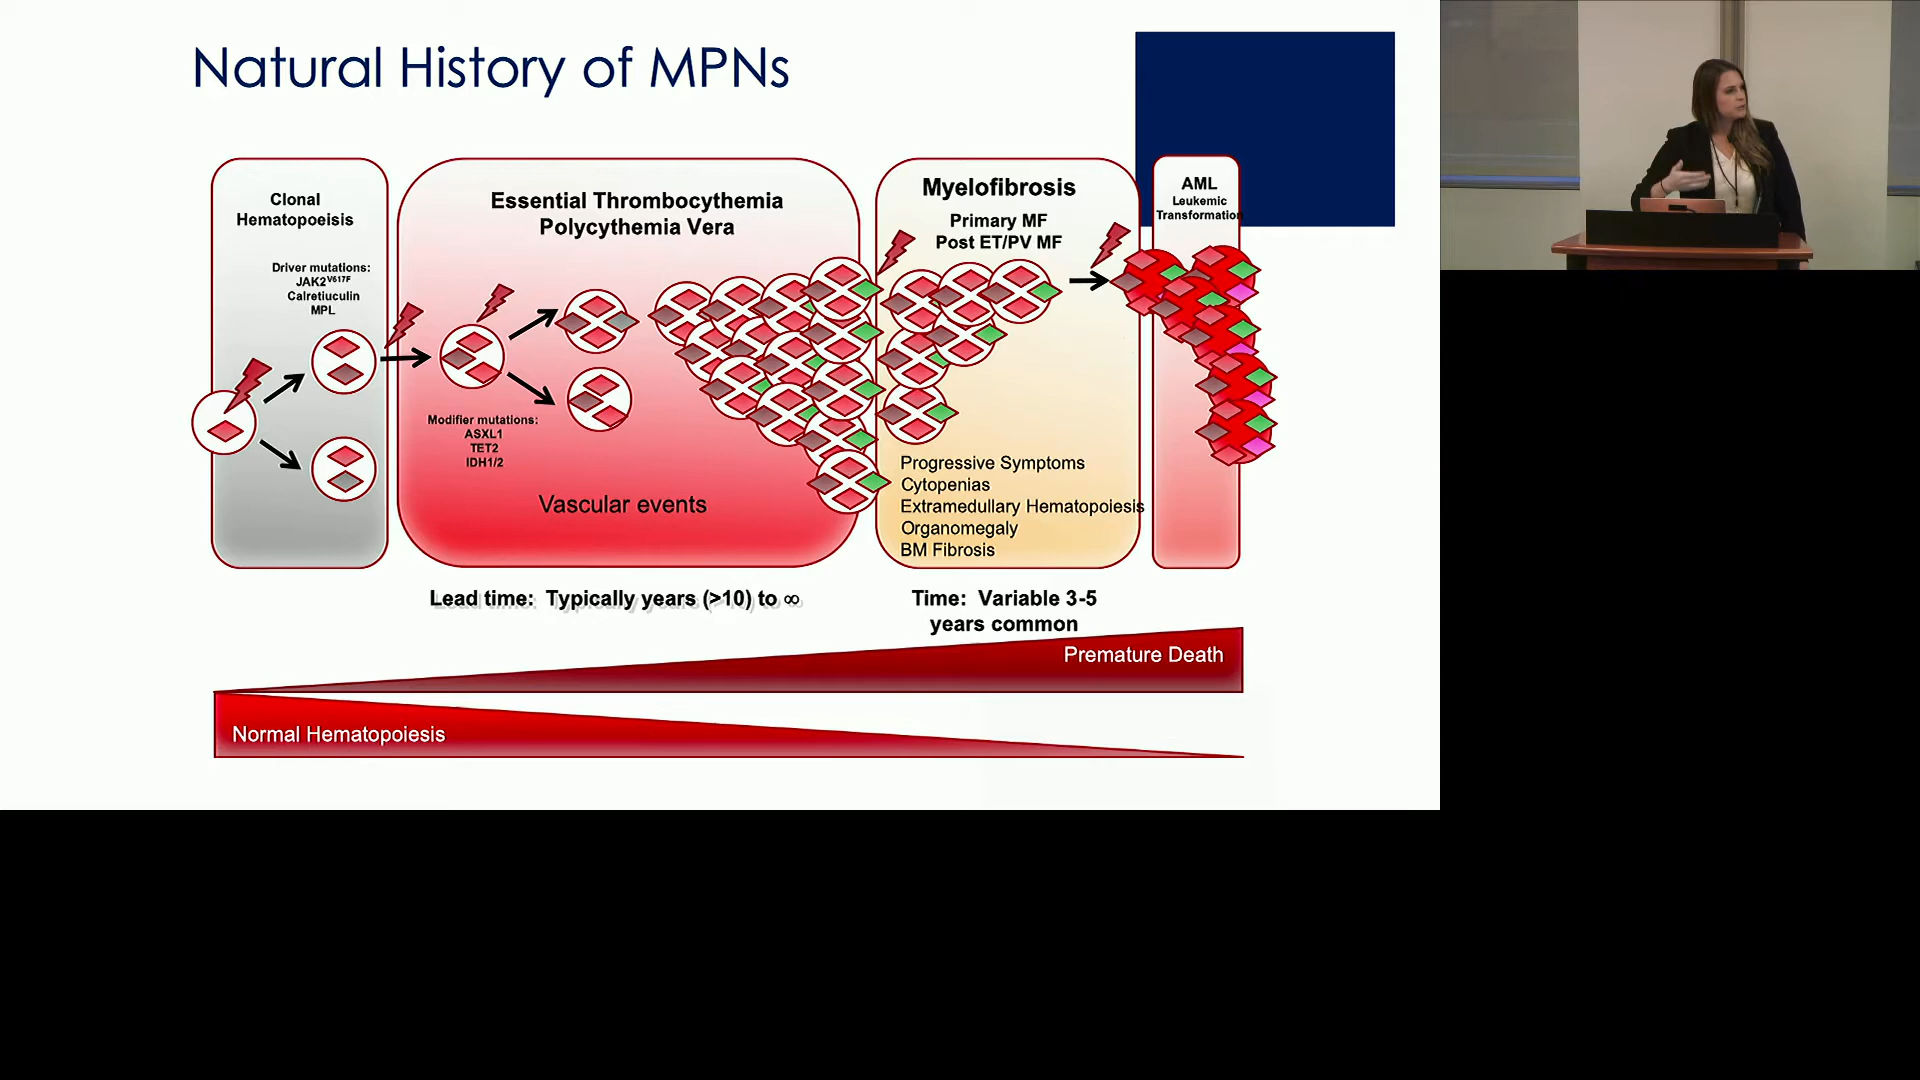 Natural History of MPNs
Clonal
Hematopoeisis
Driver mutations:
JAK2V617F
Calretiuculin
MPL
Essential Thrombocythemia
Polycythemia Vera
Modifier mutations:
ASXL1
TET2
IDH1/2
Vascular events
Myelofibrosis
Primary MF
Post ET/PV MF
Progressive Symptoms
Cytopenias
Extramedullary Hematopoiesis
Organomegaly
BM Fibrosis
AML
Leukemic
Transformation
Lead time: Typically years (>10) to ∞
Time: Variable 3-5
years common
Premature Death
Normal Hematopoiesis